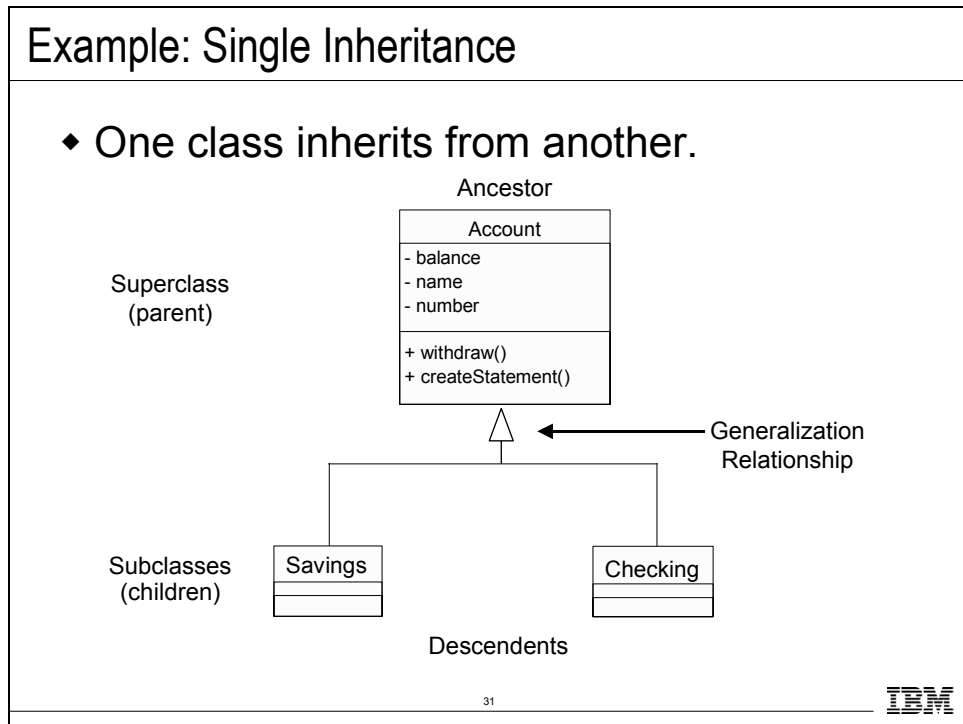 Example: Single Inheritance
◆ One class inherits from another.
Ancestor
Account
- balance
- name
- number
+ withdraw()
+ createStatement()
Superclass
(parent)
Generalization
Relationship
Subclasses
(children)
Savings
Checking
Descendents
31
IBM